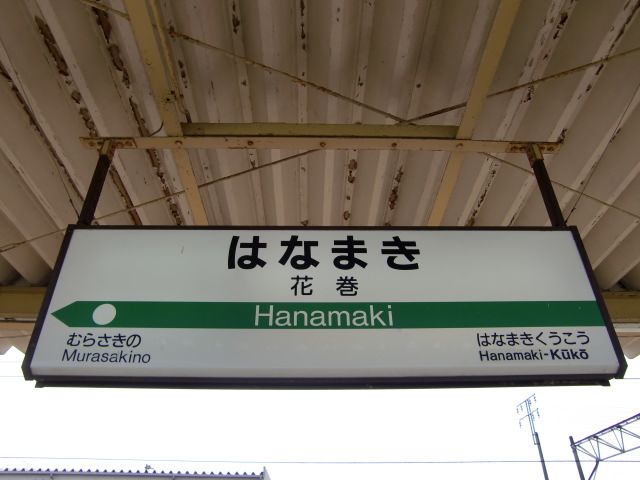 はなまき
花巻
Hanamaki
むらさきの
Murasakino
はなまきくうこう
Hanamaki-Kūkō